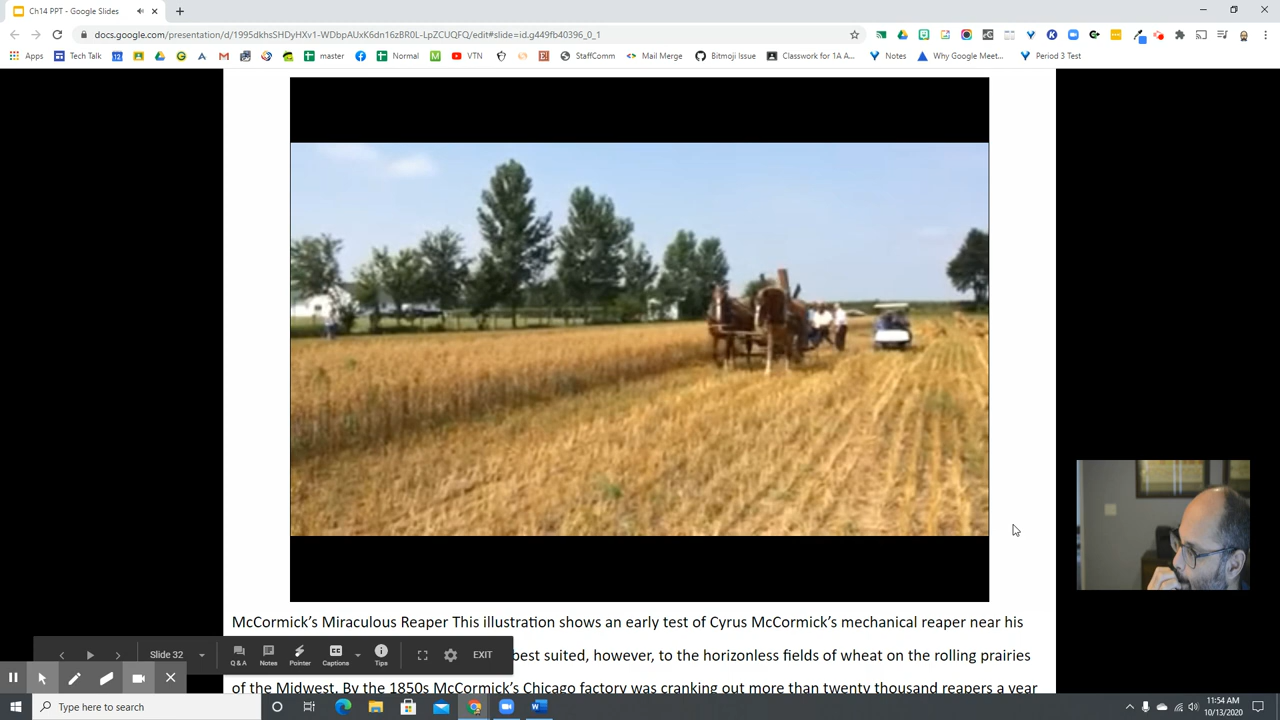 Ch14 PPT - Google Slides
docs.google.com/presentation/d/1995dkhsSHDyHXv1-WDbpAUxK6dn16zBR0L-LpZCUQFQ/edit#slide=id.g449fb40396_0_1
Apps Tech Talk master Normal VTN StaffComm Mail Merge Bitmoji Issue Classwork for 1A A... Notes Why Google Meet... Period 3 Test
McCormick's Miraculous Reaper This illustration shows an early test of Cyrus McCormick's mechanical reaper near his
best suited, however, to the horizonless fields of wheat on the rolling prairies
of the Midwest. By the 1850s McCormick's Chicago factory was cranking out more than twenty thousand reapers a year
Slide 32
Q & A Notes Pointer Captions Tips EXIT
Type here to search
11:54 AM
10/13/2020